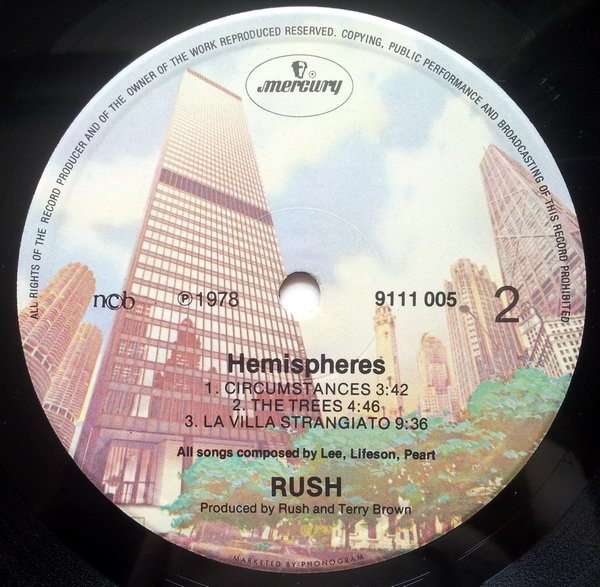 ALL RIGHTS OF THE RECORD PRODUCER AND OF THE OWNER OF THE WORK REPRODUCED RESERVED. COPYING, PUBLIC PERFORMANCE AND BROADCASTING OF THIS RECORD PROHIBITED
mercury
ncb
Ⓟ1978
9111 005
2
Hemispheres
1. CIRCUMSTANCES 3:42
2. THE TREES 4:46
3. LA VILLA STRANGIATO 9:36
All songs composed by Lee, Lifeson, Peart
RUSH
Produced by Rush and Terry Brown
MARKETED BY PHONOGRAM